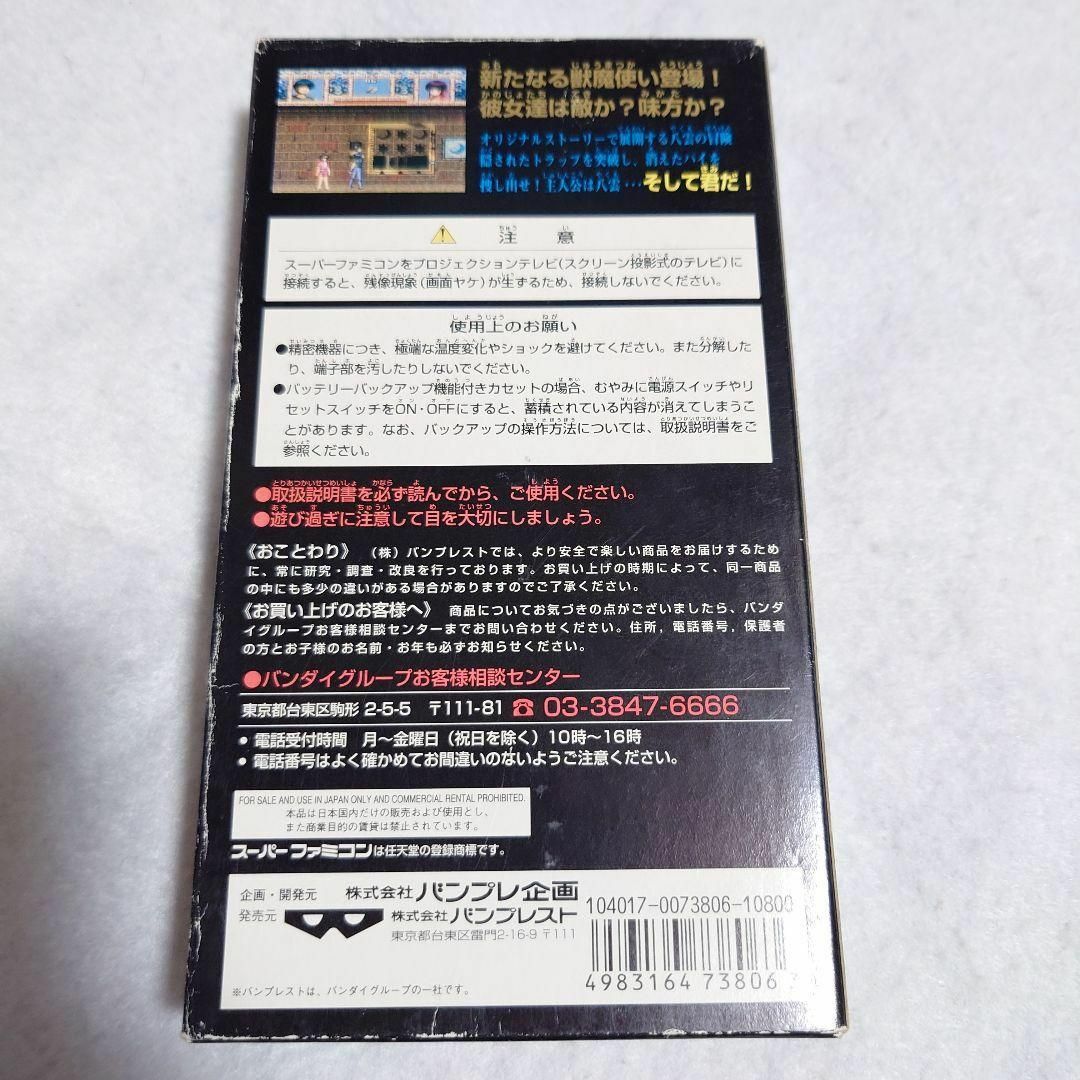 新たなる獣魔使い登場!
彼女達は敵か?味方か?
オリジナルストーリーで展開する八雲の冒険
隠されたトラップを突破し、消えたパイを
捜し出せ!主人公は八雲…そして君だ!
注意
スーパーファミコンをプロジェクションテレビ(スクリーン投影式のテレビ)に
接続すると、残像現象(画面ヤケ)が生ずるため、接続しないでください。
使用上のお願い
●精密機器につき、極端な温度変化やショックを避けてください。また分解した
り、端子部を汚したりしないでください。
●バッテリーバックアップ機能付きカセットの場合、むやみに電源スイッチやリ
セットスイッチをON・OFFにすると、蓄積されている内容が消えてしまうこ
とがあります。なお、バックアップの操作方法については、取扱説明書をご
参照ください。
●取扱説明書を必ず読んでから、ご使用ください。
●遊び過ぎに注意して目を大切にしましょう。
《おことわり》 (株)バンプレストでは、より安全で楽しい商品をお届けするため
に、常に研究・調査・改良を行っております。お買い上げの時期によって、同一商品
の中にも多少の違いがある場合がありますのでご了承ください。
《お買い上げのお客様へ》 商品についてお気づきの点がございましたら、バンダ
イグループお客様相談センターまでお問い合わせください。住所，電話番号，保護者
の方とお子様のお名前・お年も必ずお知らせください。
●バンダイグループお客様相談センター
東京都台東区駒形 2-5-5 〒111-81 ☎ 03-3847-6666
• 電話受付時間 月〜金曜日(祝日を除く)10時〜16時
• 電話番号はよく確かめてお間違いのないようご注意ください。
FOR SALE AND USE IN JAPAN ONLY AND COMMERCIAL RENTAL PROHIBITED.
本品は日本国内だけの販売および使用とし、
また商業目的の賃貸は禁止されています。
スーパーファミコンは任天堂の登録商標です。
企画・開発元 株式会社 バンプレ企画
発売元 株式会社 バンプレスト
東京都台東区雷門2-16-9 〒111
104017-0073806-10800
4983164 73806
※バンプレストは、バンダイグループの一社です。